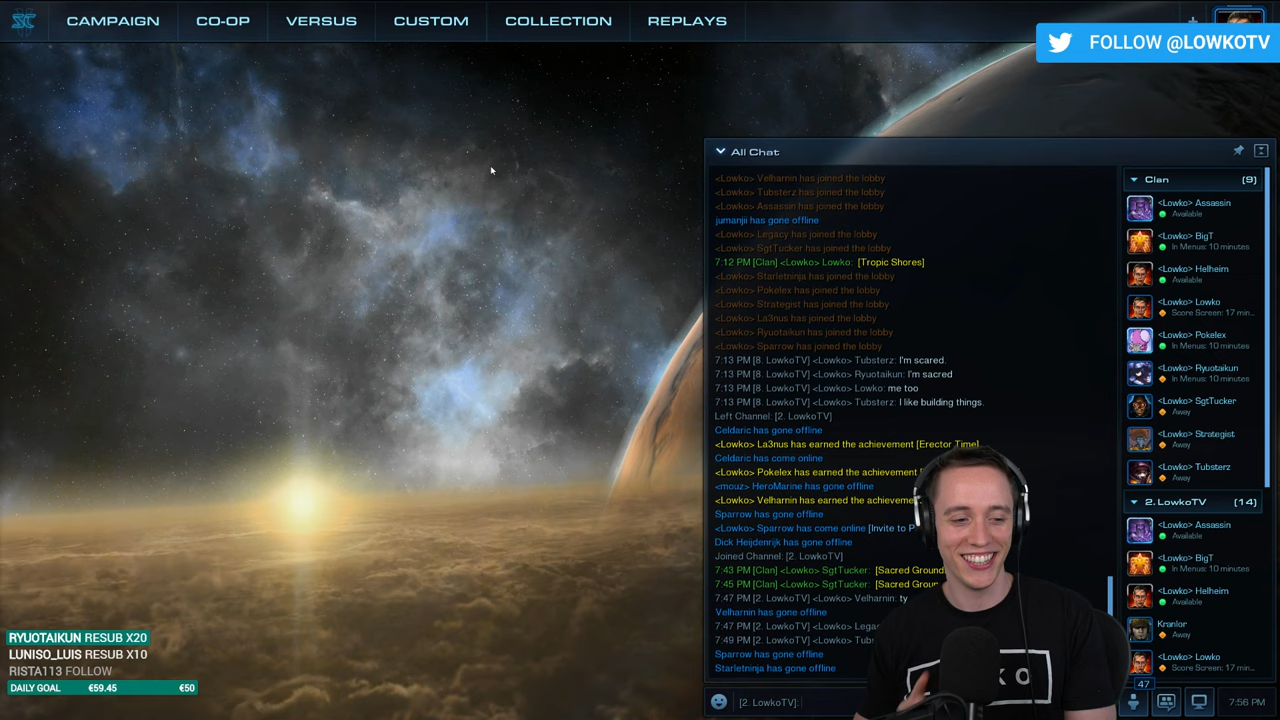 CAMPAIGN
CO-OP
VERSUS
CUSTOM
COLLECTION
REPLAYS
FOLLOW @LOWKOTV
All Chat
<Lowko> Velharnin has joined the lobby
<Lowko> Tubsterz has joined the lobby
<Lowko> Assassin has joined the lobby
jumanjii has gone offline
<Lowko> Legacy has joined the lobby
<Lowko> SgtTucker has joined the lobby
7:12 PM [Clan] <Lowko> Lowko: [Tropic Shores]
<Lowko> Starletninja has joined the lobby
<Lowko> Pokelex has joined the lobby
<Lowko> Strategist has joined the lobby
<Lowko> La3nus has joined the lobby
<Lowko> Ryuotaikun has joined the lobby
<Lowko> Sparrow has joined the lobby
7:13 PM [8. LowkoTV] <Lowko> Tubsterz: I'm scared.
7:13 PM [8. LowkoTV] <Lowko> Ryuotaikun: I'm sacred
7:13 PM [8. LowkoTV] <Lowko> Lowko: me too
7:13 PM [8. LowkoTV] <Lowko> Tubsterz: I like building things.
Left Channel: [2. LowkoTV]
Celdaric has gone offline
<Lowko> La3nus has earned the achievement [Erector Time].
Celdaric has come online
<Lowko> Pokelex has earned the achievement [
<mouz> HeroMarine has gone offline
<Lowko> Velharnin has earned the achieveme
Sparrow has gone offline
<Lowko> Sparrow has come online [Invite to P
Dick Heijdenrijk has gone offline
Joined Channel: [2. LowkoTV]
7:43 PM [Clan] <Lowko> SgtTucker: [Sacred Ground
7:45 PM [Clan] <Lowko> SgtTucker: [Sacred Groun
7:47 PM [2. LowkoTV] <Lowko> Velharnin: ty
Velharnin has gone offline
7:47 PM [2. LowkoTV] <Lowko> Legac
7:49 PM [2. LowkoTV] <Lowko> Tubs
Sparrow has gone offline
Starletninja has gone offline
[2. LowkoTV]:
Clan (9)
<Lowko> Assassin
Available
<Lowko> BigT
In Menus: 10 minutes
<Lowko> Helheim
Available
<Lowko> Lowko
Score Screen: 17 min...
<Lowko> Pokelex
In Menus: 10 minutes
<Lowko> Ryuotaikun
In Menus: 10 minutes
<Lowko> SgtTucker
Away
<Lowko> Strategist
Away
<Lowko> Tubsterz
Away
2. LowkoTV (14)
<Lowko> Assassin
Available
<Lowko> BigT
In Menus: 10 minutes
<Lowko> Helheim
Available
Kranlor
Away
<Lowko> Lowko
Score Screen: 17 min...
47
7:56 PM
RYUOTAIKUN RESUB X20
LUNISO_LUIS RESUB X10
RISTA113 FOLLOW
DAILY GOAL €59.45 €50
KO